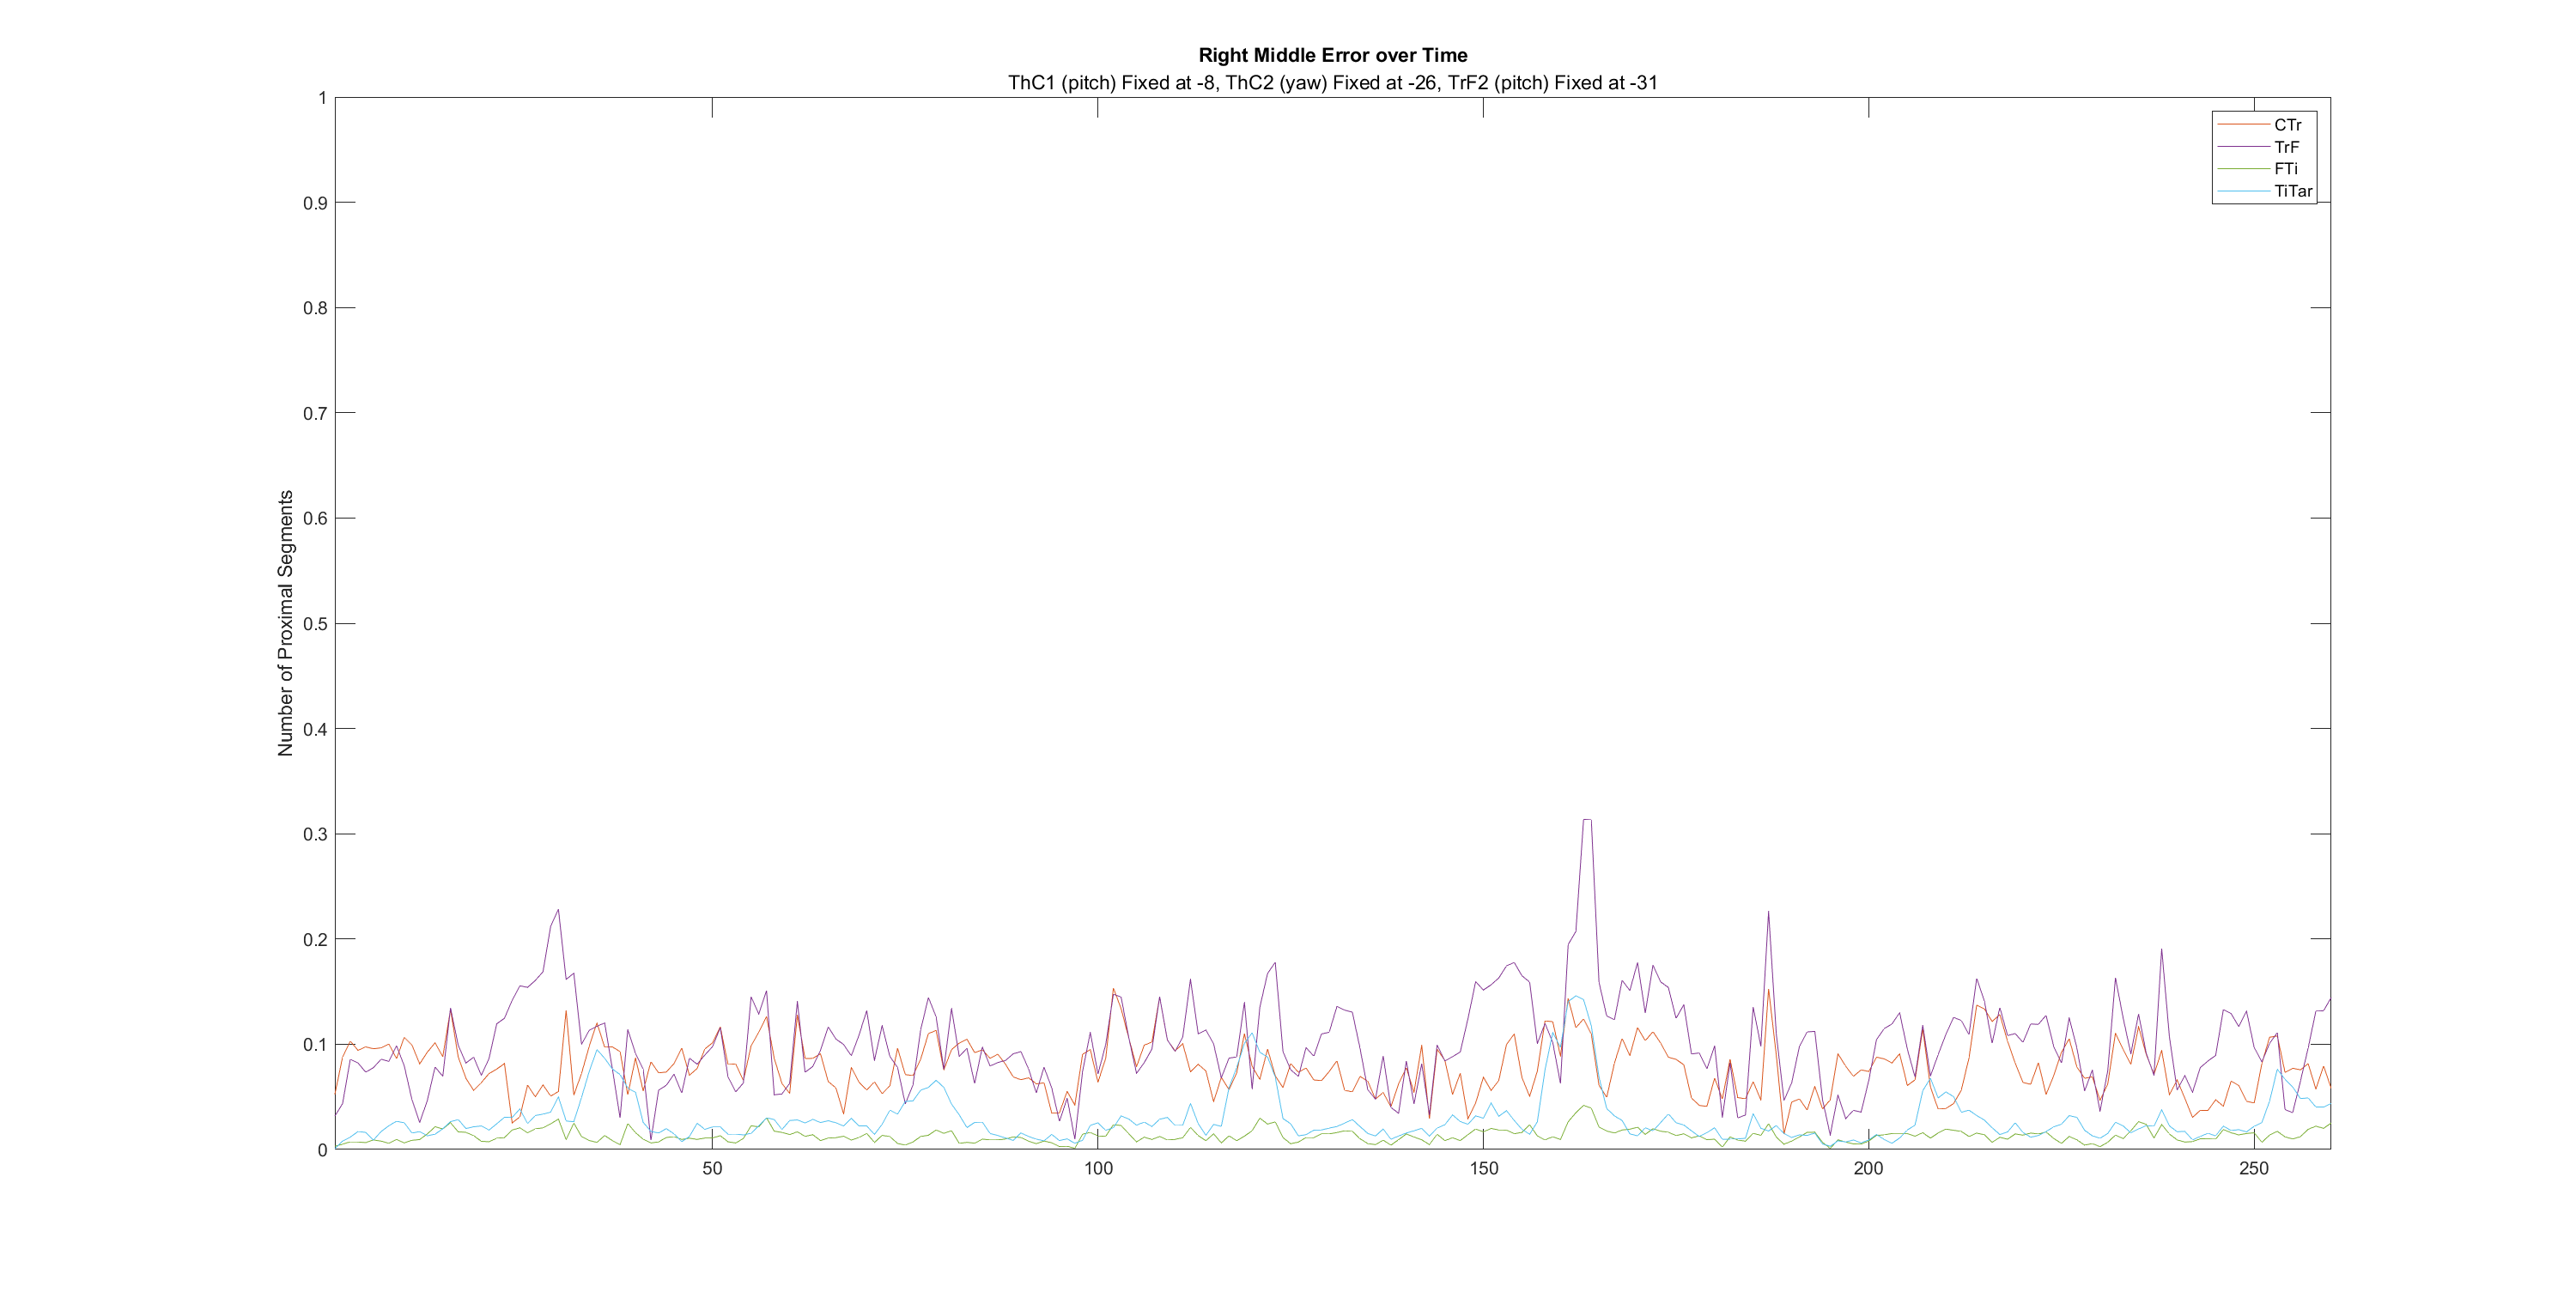 Right Middle Error over Time
ThC1 (pitch) Fixed at -8, ThC2 (yaw) Fixed at -26, TrF2 (pitch) Fixed at -31
CTr
TrF
FTi
TiTar
Number of Proximal Segments
1
0.9
0.8
0.7
0.6
0.5
0.4
0.3
0.2
0.1
0
50
100
150
200
250